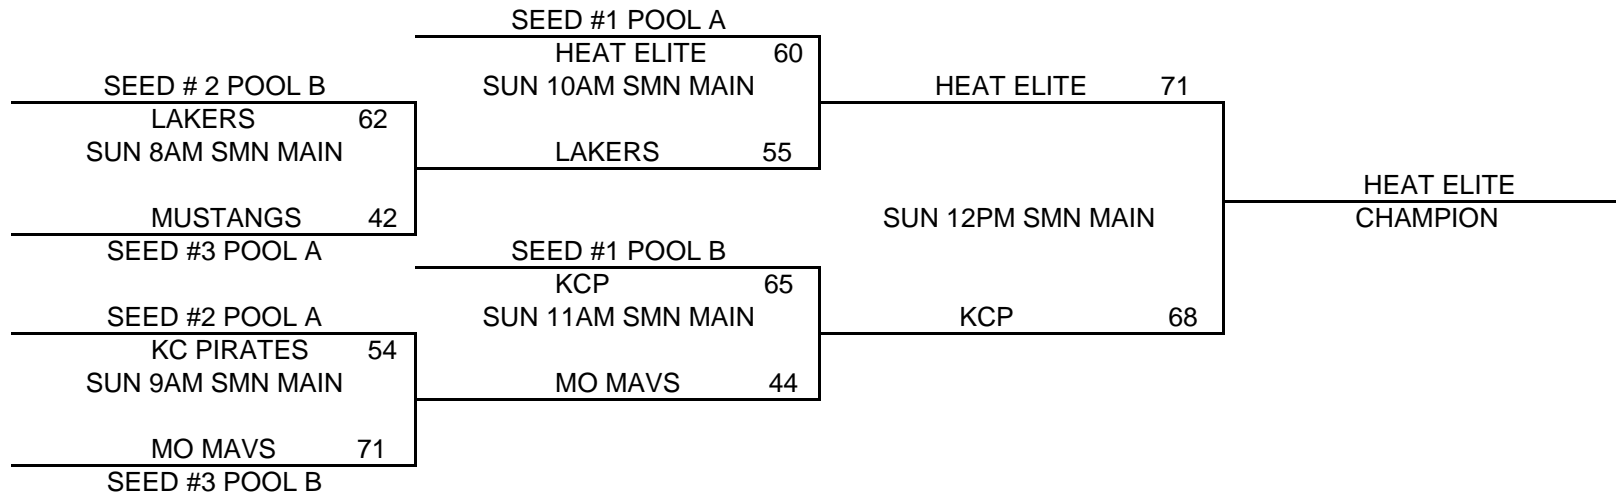 SEED #1 POOL A
HEAT ELITE 60
SEED # 2 POOL B SUN 10AM SMN MAIN HEAT ELITE 71
LAKERS 62
SUN 8AM SMN MAIN LAKERS 55
HEAT ELITE
MUSTANGS 42 SUN 12PM SMN MAIN CHAMPION
SEED #3 POOL A SEED #1 POOL B
KCP 65
SEED #2 POOL A SUN 11AM SMN MAIN KCP 68
KC PIRATES 54
SUN 9AM SMN MAIN MO MAVS 44
MO MAVS 71
SEED #3 POOL B